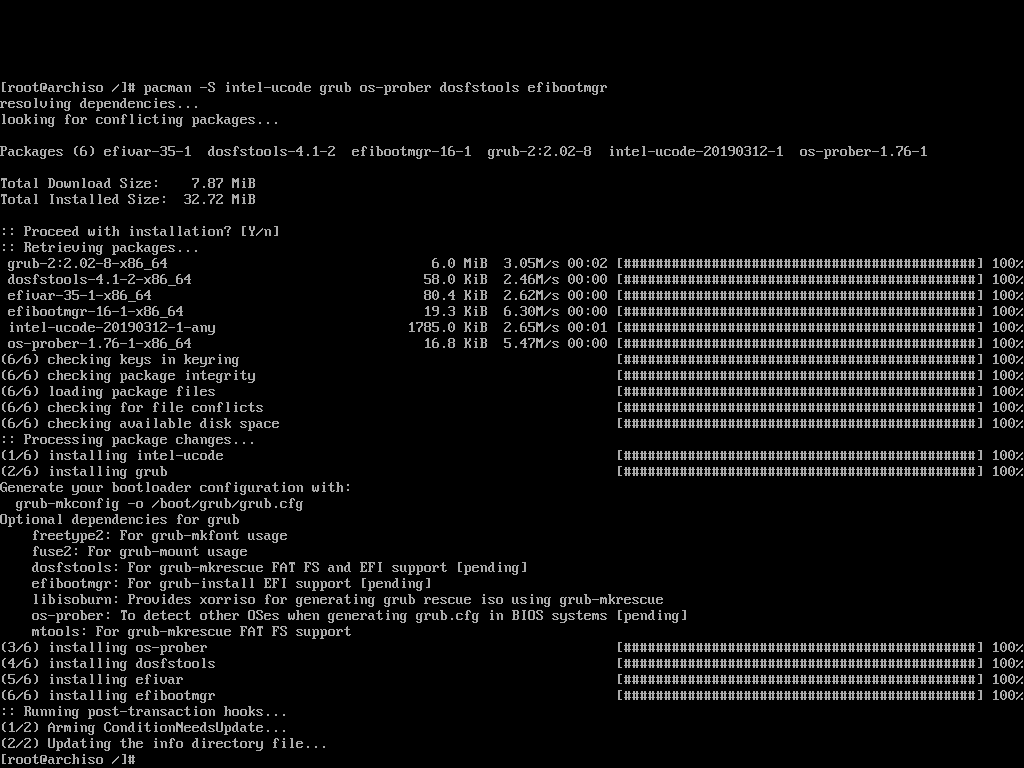 [root@archiso /]# pacman -S intel-ucode grub os-prober dosfstools efibootmgr
resolving dependencies...
looking for conflicting packages...
Packages (6) efivar-35-1  dosfstools-4.1-2  efibootmgr-16-1  grub-2:2.02-8  intel-ucode-20190312-1  os-prober-1.76-1
Total Download Size:    7.87 MiB
Total Installed Size:  32.72 MiB
:: Proceed with installation? [Y/n]
:: Retrieving packages...
grub-2:2.02-8-x86_64 6.0 MiB 3.05M/s 00:02 [############################################] 100%
dosfstools-4.1-2-x86_64 58.0 KiB 2.46M/s 00:00 [############################################] 100%
efivar-35-1-x86_64 80.4 KiB 2.62M/s 00:00 [############################################] 100%
efibootmgr-16-1-x86_64 19.3 KiB 6.30M/s 00:00 [############################################] 100%
intel-ucode-20190312-1-any 1785.0 KiB 2.65M/s 00:01 [############################################] 100%
os-prober-1.76-1-x86_64 16.8 KiB 5.47M/s 00:00 [############################################] 100%
(6/6) checking keys in keyring [############################################] 100%
(6/6) checking package integrity [############################################] 100%
(6/6) loading package files [############################################] 100%
(6/6) checking for file conflicts [############################################] 100%
(6/6) checking available disk space [############################################] 100%
:: Processing package changes...
(1/6) installing intel-ucode [############################################] 100%
(2/6) installing grub [############################################] 100%
Generate your bootloader configuration with:
grub-mkconfig -o /boot/grub/grub.cfg
Optional dependencies for grub
freetype2: For grub-mkfont usage
fuse2: For grub-mount usage
dosfstools: For grub-mkrescue FAT FS and EFI support [pending]
efibootmgr: For grub-install EFI support [pending]
libisoburn: Provides xorriso for generating grub rescue iso using grub-mkrescue
os-prober: To detect other OSes when generating grub.cfg in BIOS systems [pending]
mtools: For grub-mkrescue FAT FS support
(3/6) installing os-prober [############################################] 100%
(4/6) installing dosfstools [############################################] 100%
(5/6) installing efivar [############################################] 100%
(6/6) installing efibootmgr [############################################] 100%
:: Running post-transaction hooks...
(1/2) Arming ConditionNeedsUpdate...
(2/2) Updating the info directory file...
[root@archiso /]#